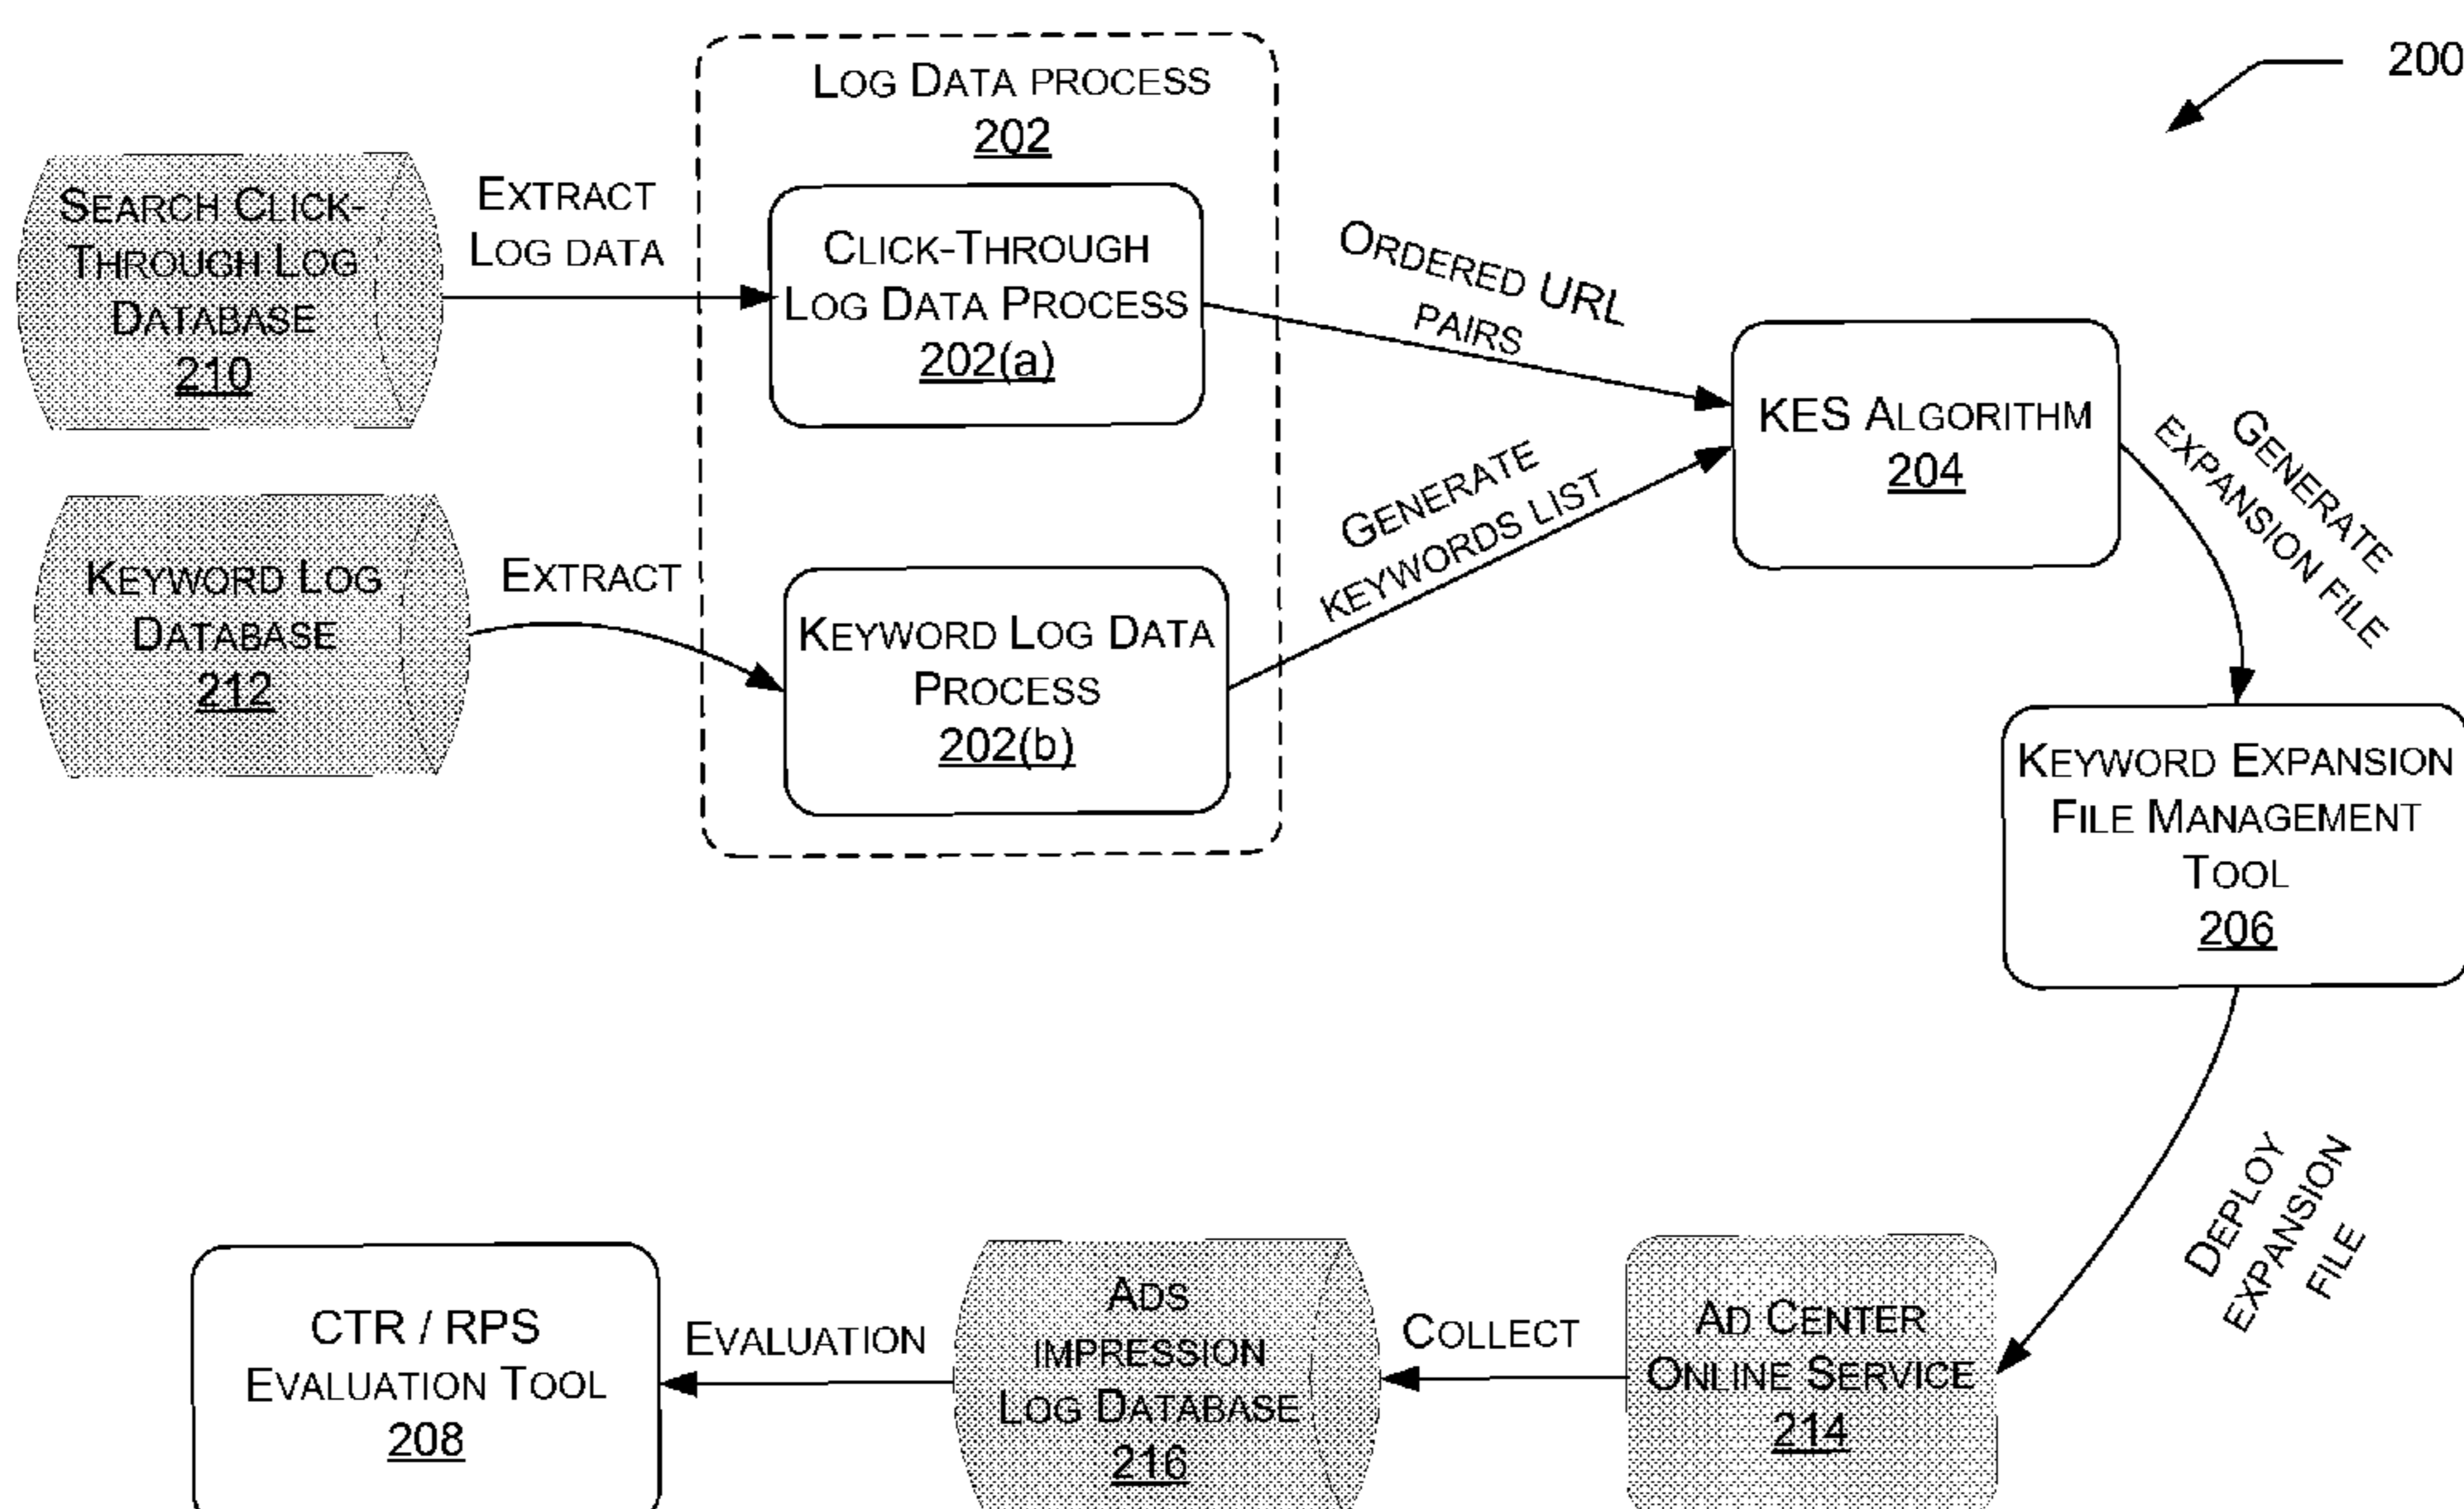 200
LOG DATA PROCESS
202
SEARCH CLICK-
THROUGH LOG
DATABASE
210
EXTRACT
LOG DATA
CLICK-THROUGH
LOG DATA PROCESS
202(a)
ORDERED URL
PAIRS
KEYWORD LOG
DATABASE
212
EXTRACT
KEYWORD LOG DATA
PROCESS
202(b)
GENERATE
KEYWORDS LIST
KES ALGORITHM
204
GENERATE
EXPANSION FILE
KEYWORD EXPANSION
FILE MANAGEMENT
TOOL
206
DEPLOY
EXPANSION
FILE
AD CENTER
ONLINE SERVICE
214
COLLECT
ADS
IMPRESSION
LOG DATABASE
216
EVALUATION
CTR / RPS
EVALUATION TOOL
208